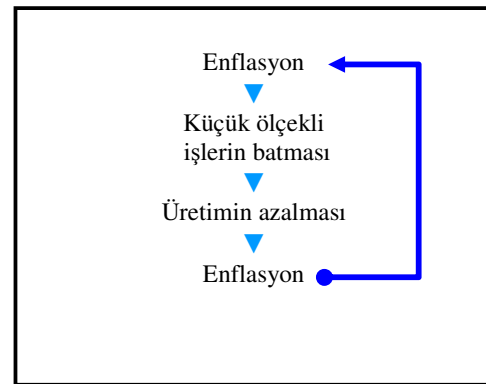 Enflasyon
Küçük ölçekli
işlerin batması
Üretimin azalması
Enflasyon